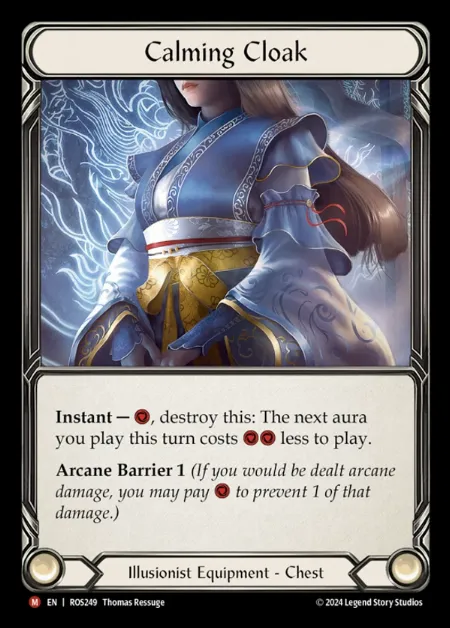 Calming Cloak
Instant — , destroy this: The next aura
you play this turn costs less to play.
Arcane Barrier 1 (If you would be dealt arcane
damage, you may pay to prevent 1 of that
damage.)
Illusionist Equipment - Chest
M EN | ROS249 Thomas Ressuge © 2024 Legend Story Studios